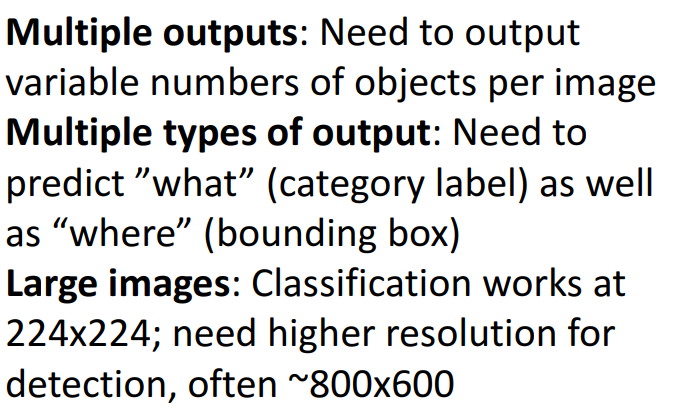 Multiple outputs: Need to output
variable numbers of objects per image
Multiple types of output: Need to
predict ”what” (category label) as well
as “where” (bounding box)
Large images: Classification works at
224x224; need higher resolution for
detection, often ~800x600